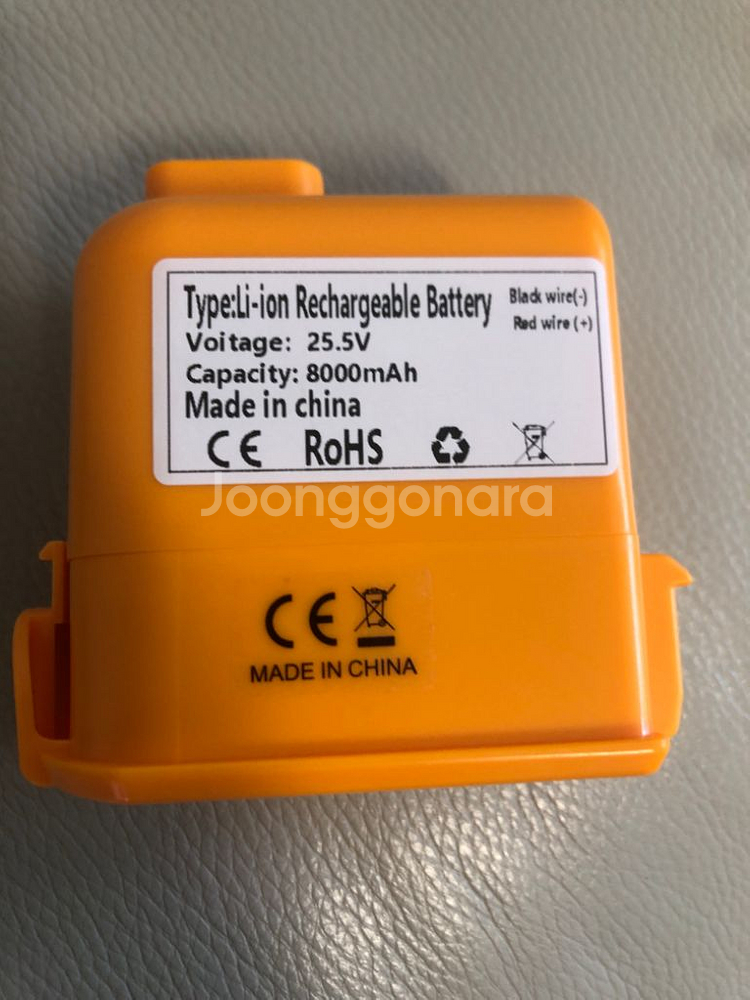 Type:Li-ion Rechargeable Battery
Black wire(-)
Red wire (+)
Voitage: 25.5V
Capacity: 8000mAh
Made in china
CE RoHS
Joonggonara
CE
MADE IN CHINA